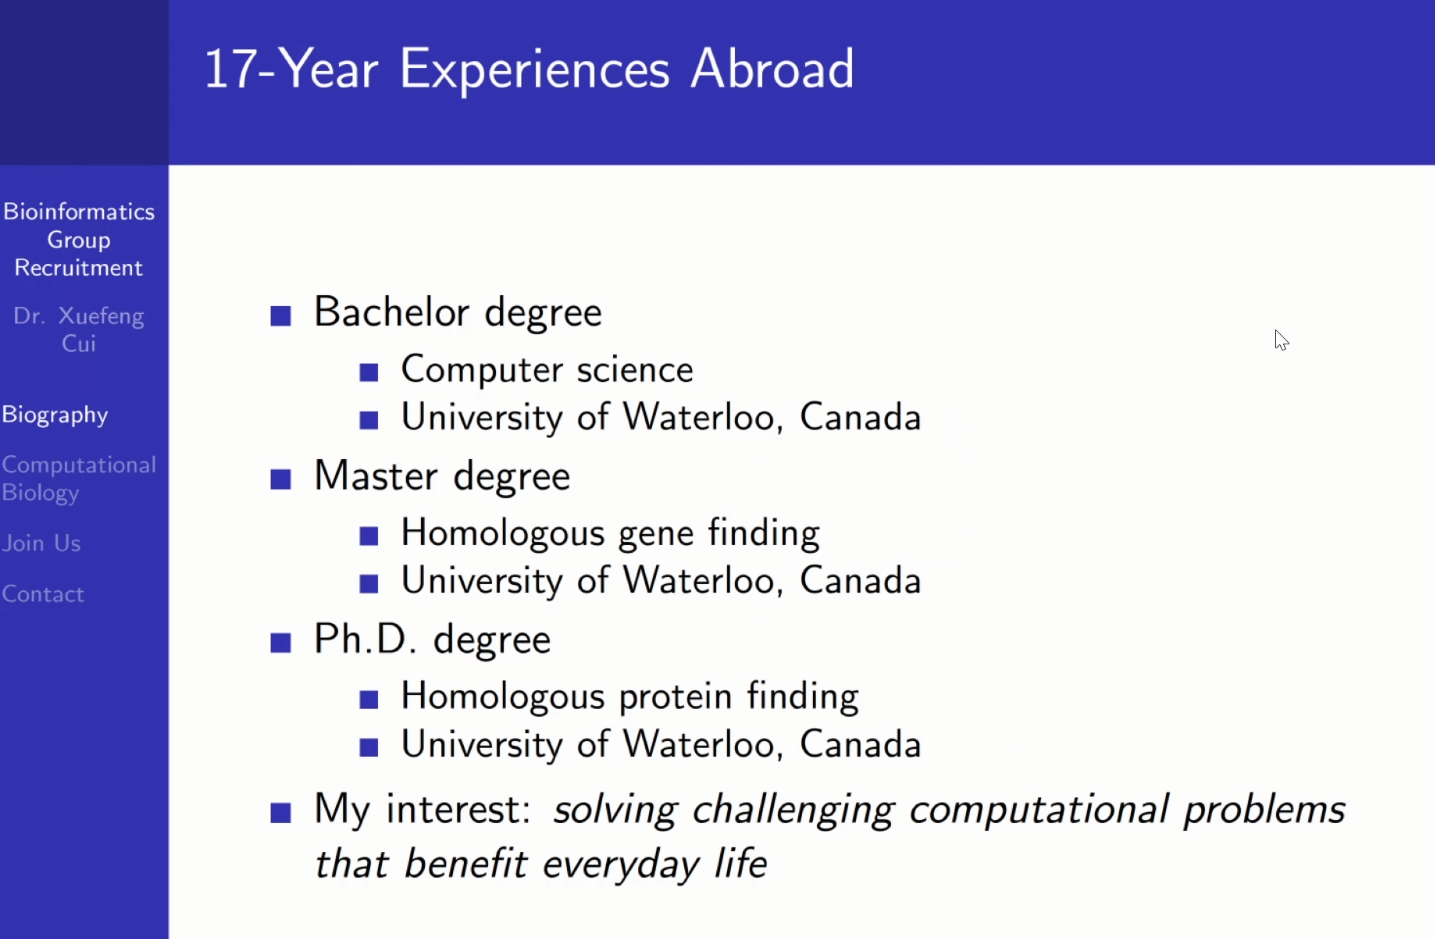 17-Year Experiences Abroad
Bioinformatics
Group
Recruitment
Dr. Xuefeng
Cui
Biography
Computational
Biology
Join Us
Contact
Bachelor degree
Computer science
University of Waterloo, Canada
Master degree
Homologous gene finding
University of Waterloo, Canada
Ph.D. degree
Homologous protein finding
University of Waterloo, Canada
My interest: solving challenging computational problems
that benefit everyday life